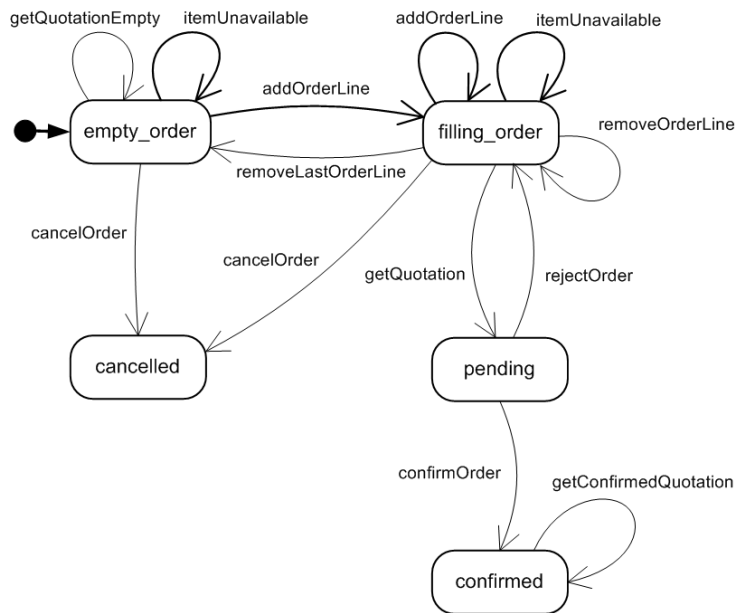 getQuotationEmpty
itemUnavailable
addOrderLine
itemUnavailable
addOrderLine
empty_order
filling_order
removeOrderLine
removeLastOrderLine
cancelOrder
cancelOrder
getQuotation
rejectOrder
cancelled
pending
confirmOrder
getConfirmedQuotation
confirmed